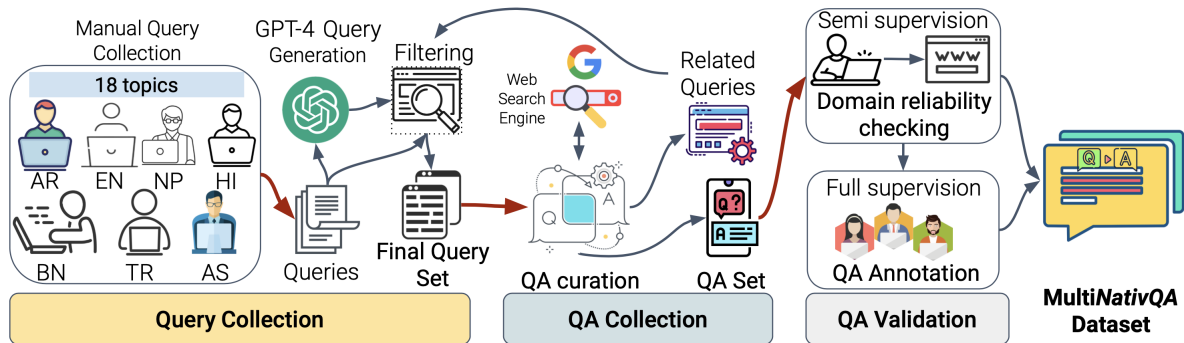 Manual Query
Collection
18 topics
AR EN NP HI
BN TR AS
GPT-4 Query
Generation
Filtering
Queries
Final Query
Set
Query Collection
Web
Search
Engine
Related
Queries
Q
A
QA curation
Q?
A
QA Set
QA Collection
Semi supervision
WWW
Domain reliability
checking
Full supervision
QA Annotation
QA Validation
Q A
MultiNativQA
Dataset